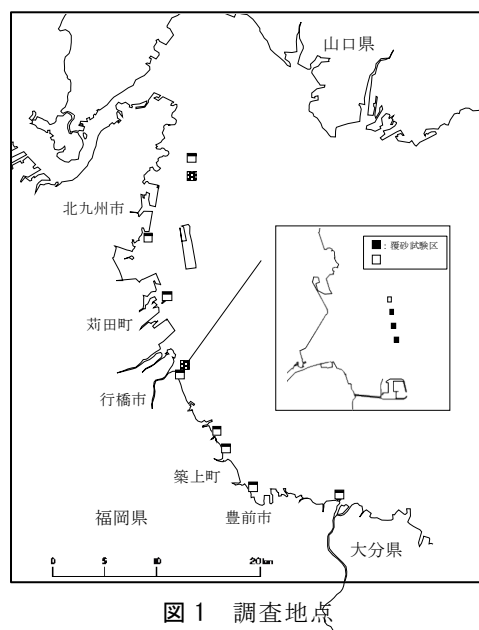 山口県
北九州市
■：覆砂試験区
□
苅田町
行橋市
築上町
福岡県
豊前市
大分県
0 5 10 20 km
図1 調査地点